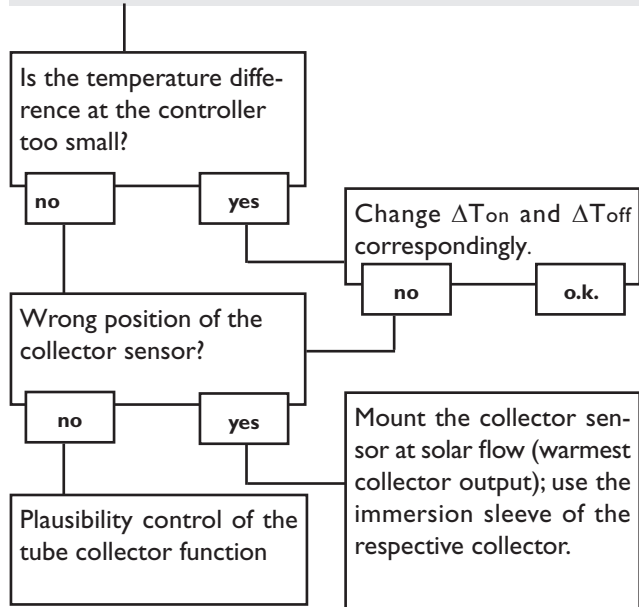 Is the temperature diffe-
rence at the controller
too small?
no
yes
Change ΔTon and ΔToff
correspondingly.
no
o.k.
Wrong position of the
collector sensor?
no
yes
Mount the collector sen-
sor at solar flow (warmest
collector output); use the
immersion sleeve of the
respective collector.
Plausibility control of the
tube collector function